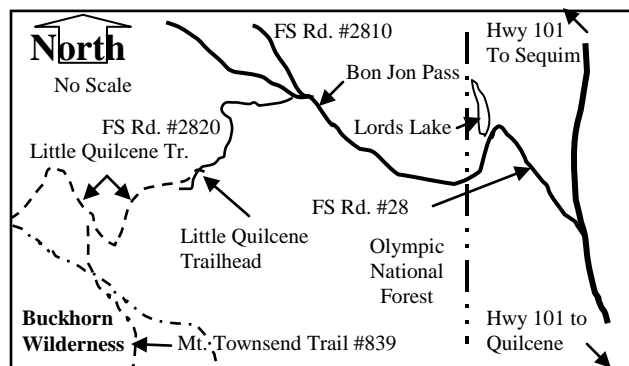 North
No Scale
FS Rd. #2810
Hwy 101
To Sequim
Bon Jon Pass
FS Rd. #2820
Lords Lake
Little Quilcene Tr.
FS Rd. #28
Little Quilcene
Trailhead
Olympic
National
Forest
Buckhorn
Wilderness
Mt. Townsend Trail #839
Hwy 101 to
Quilcene